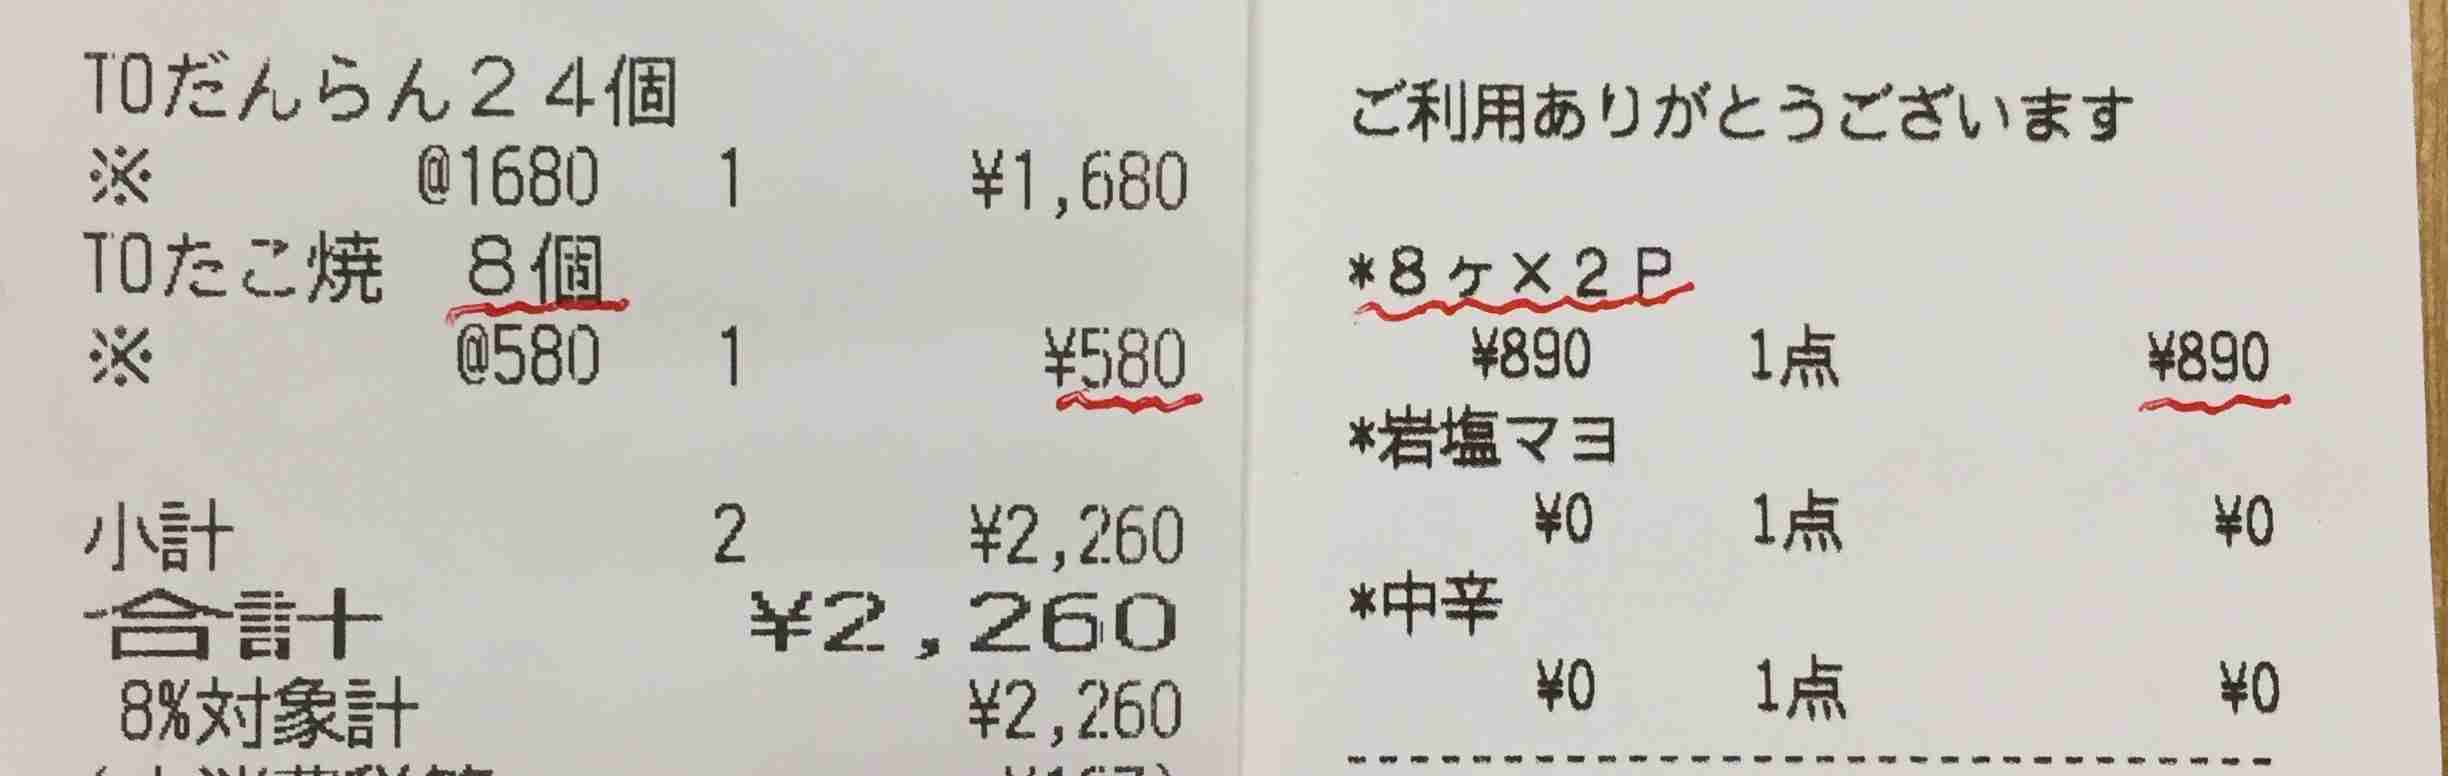 TOだんらん２４個
※ @1680 1 ¥1,680
TOたこ焼 ８個
※ @580 1 ¥580
小計 2 ¥2,260
合計 ¥2,260
8%対象計 ¥2,260
ご利用ありがとうございます
*８ヶ×２Ｐ
¥890 1点 ¥890
*岩塩マヨ
¥0 1点 ¥0
*中辛
¥0 1点 ¥0